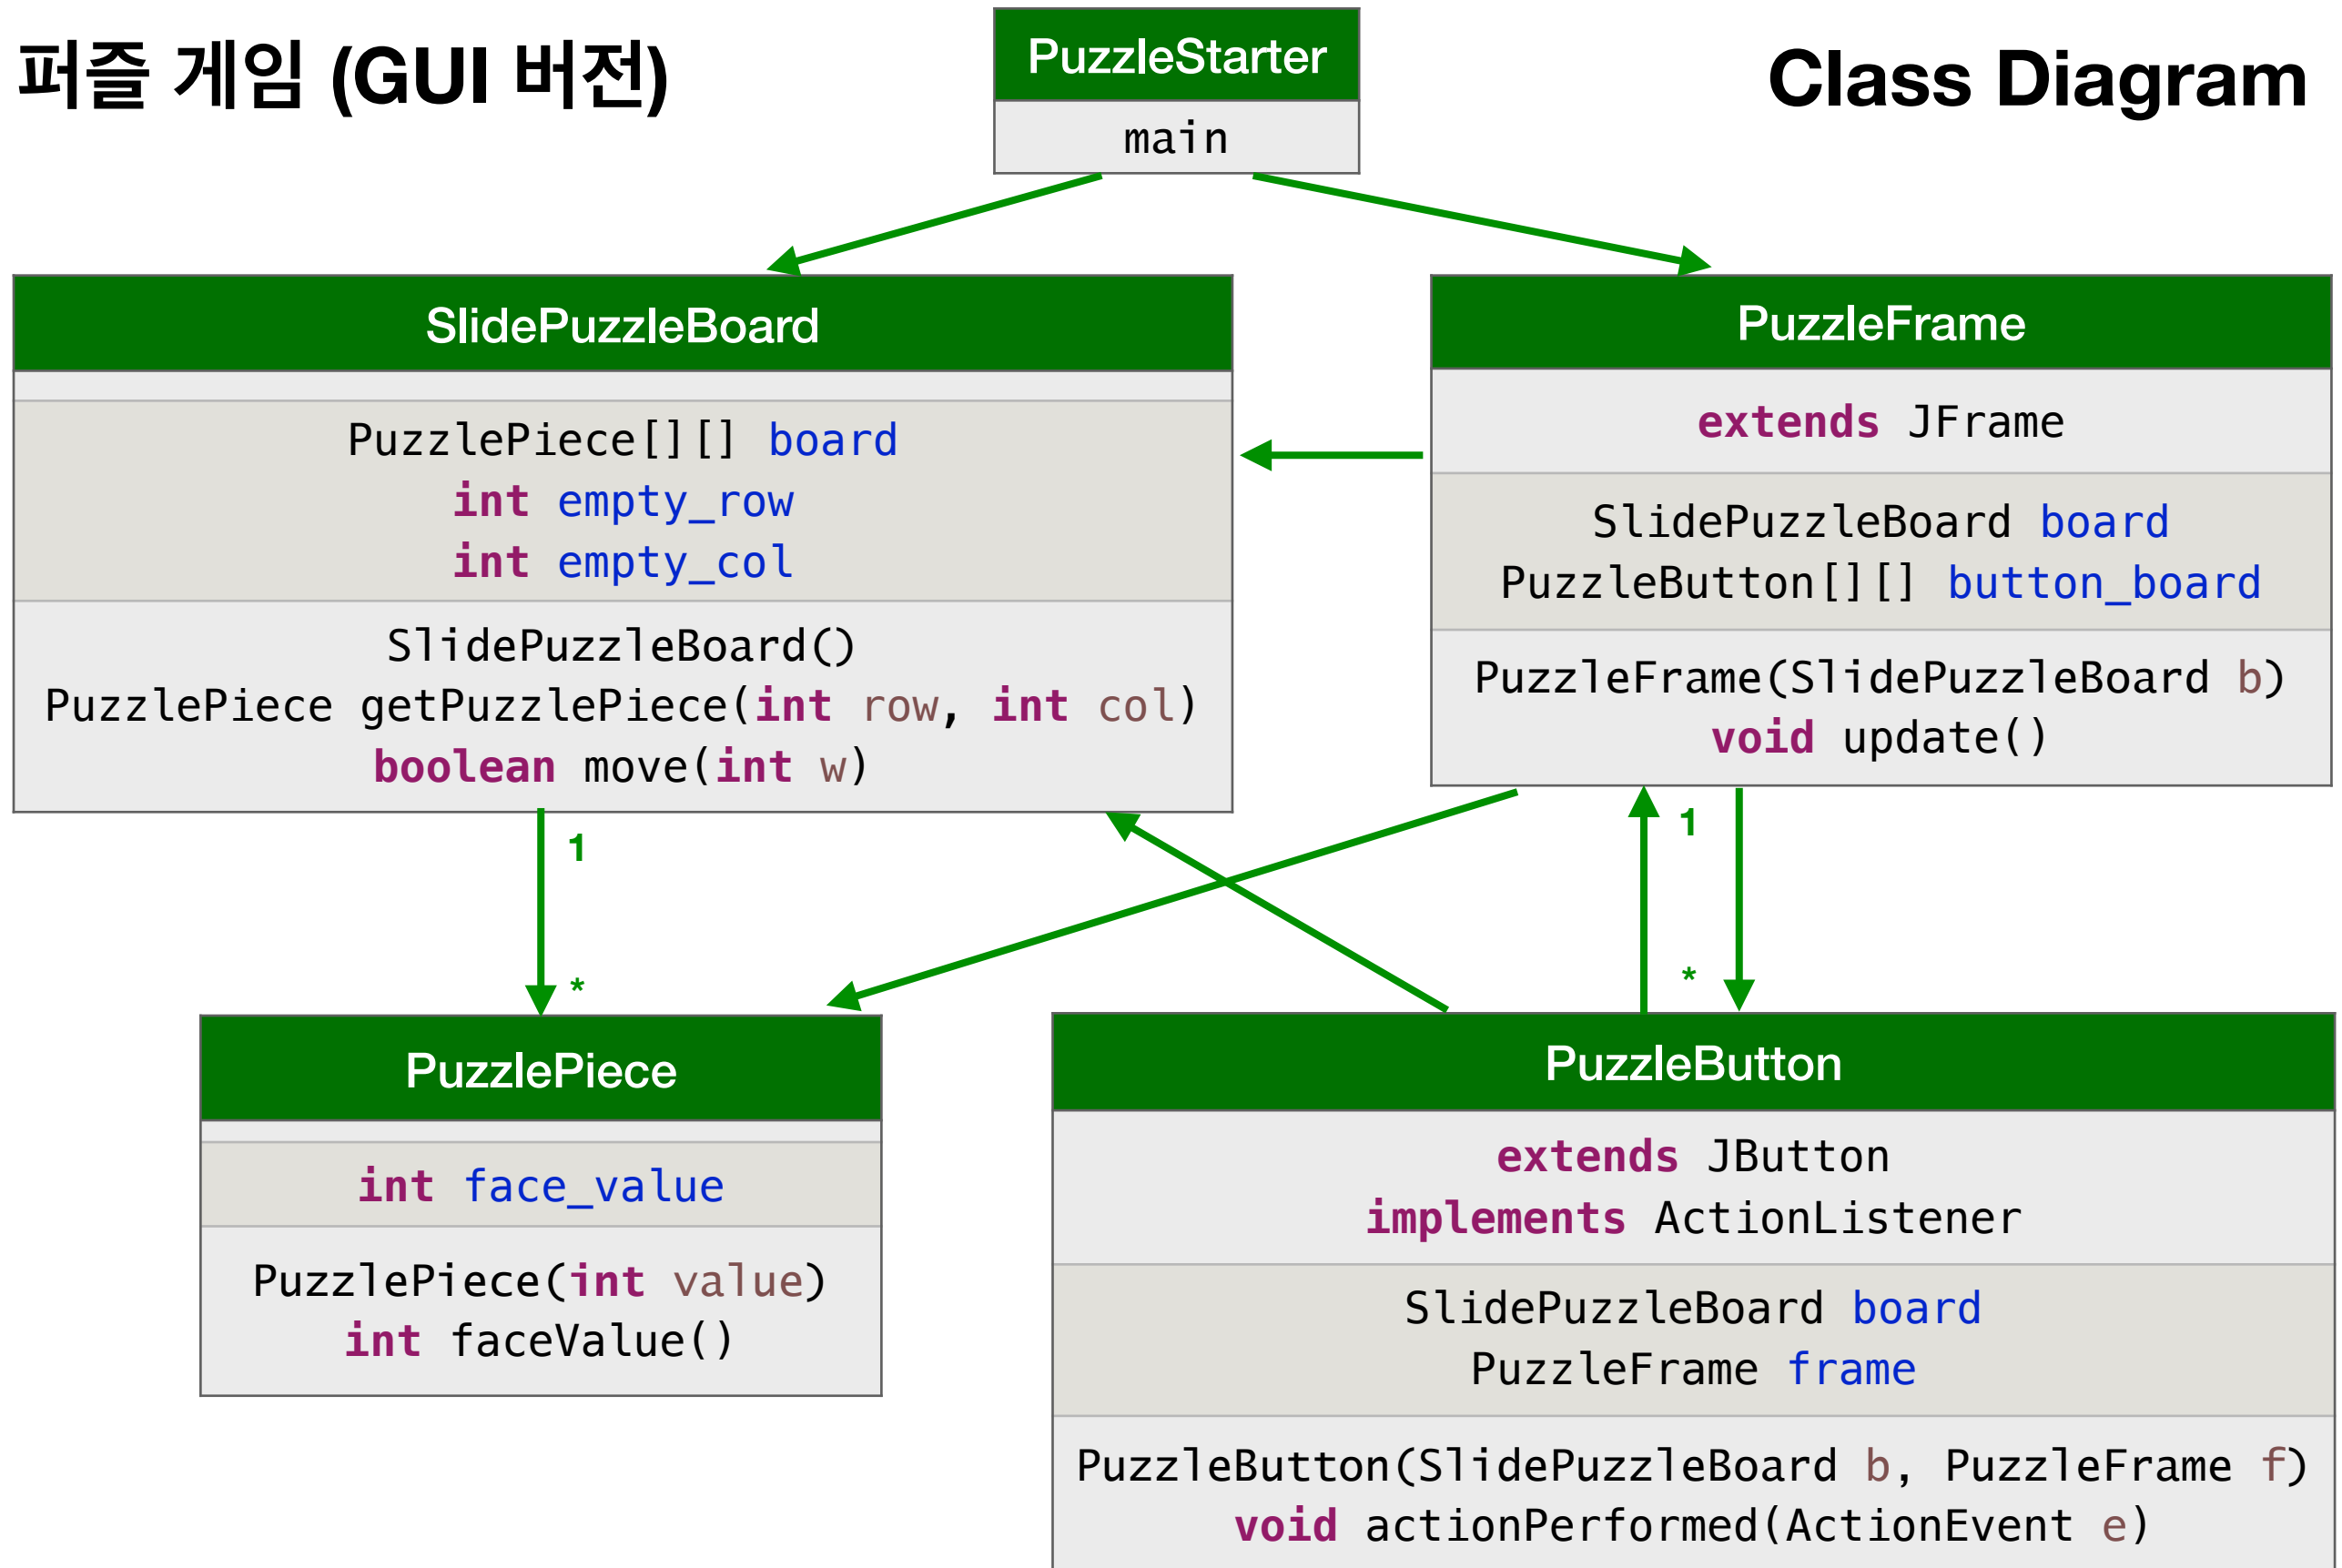 퍼즐 게임 (GUI 버전)
Class Diagram
PuzzleStarter
main
SlidePuzzleBoard
PuzzlePiece[][] board
int empty_row
int empty_col
SlidePuzzleBoard()
PuzzlePiece getPuzzlePiece(int row, int col)
boolean move(int w)
PuzzleFrame
extends JFrame
SlidePuzzleBoard board
PuzzleButton[][] button_board
PuzzleFrame(SlidePuzzleBoard b)
void update()
1
*
1
*
PuzzlePiece
int face_value
PuzzlePiece(int value)
int faceValue()
PuzzleButton
extends JButton
implements ActionListener
SlidePuzzleBoard board
PuzzleFrame frame
PuzzleButton(SlidePuzzleBoard b, PuzzleFrame f)
void actionPerformed(ActionEvent e)